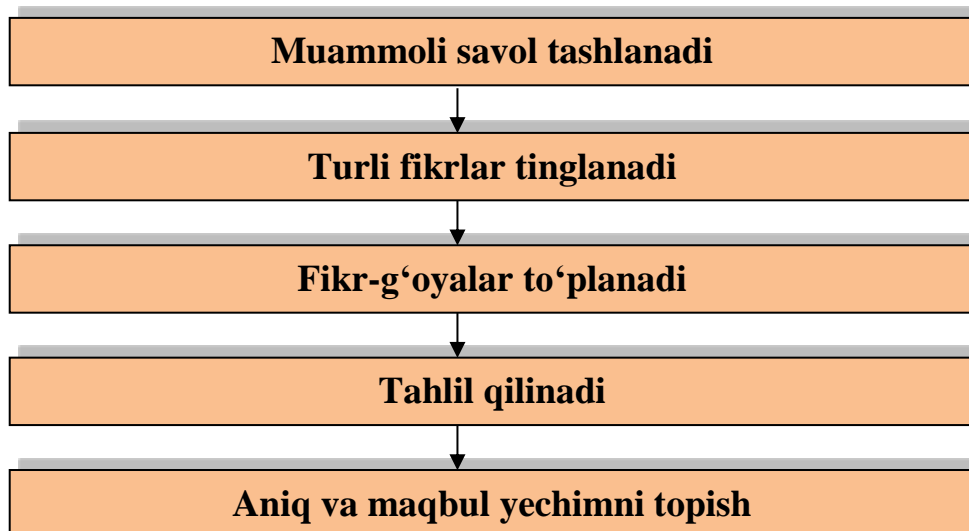 Muammoli savol tashlanadi
Turli fikrlar tinglanadi
Fikr-g‘oyalar to‘planadi
Tahlil qilinadi
Aniq va maqbul yechimni topish